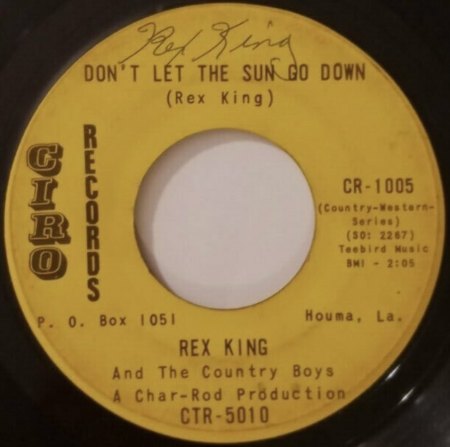 Rex King
DON'T LET THE SUN GO DOWN
(Rex King)
CIRO
RECORDS
CR-1005
(Country-Western-
Series)
(SO: 2267)
Teebird Music
BMI - 2:05
P. O. Box 1051
Houma, La.
REX KING
And The Country Boys
A Char-Rod Production
CTR-5010